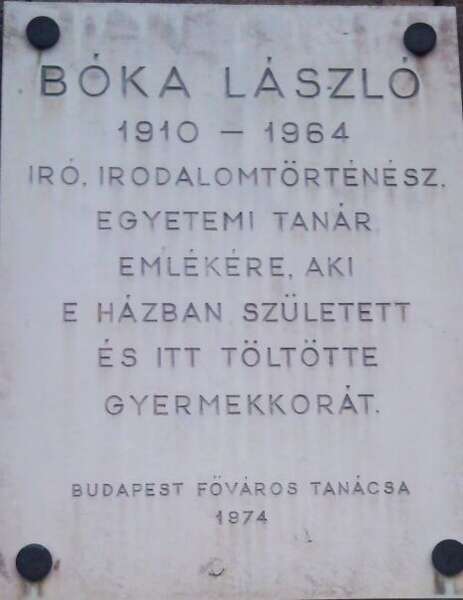 BÓKA LÁSZLÓ
1910 – 1964
IRÓ, IRODALOMTÖRTÉNÉSZ,
EGYETEMI TANÁR
EMLÉKÉRE, AKI
E HÁZBAN SZÜLETETT
ÉS ITT TÖLTÖTTE
GYERMEKKORÁT.
BUDAPEST FŐVÁROS TANÁCSA
1974